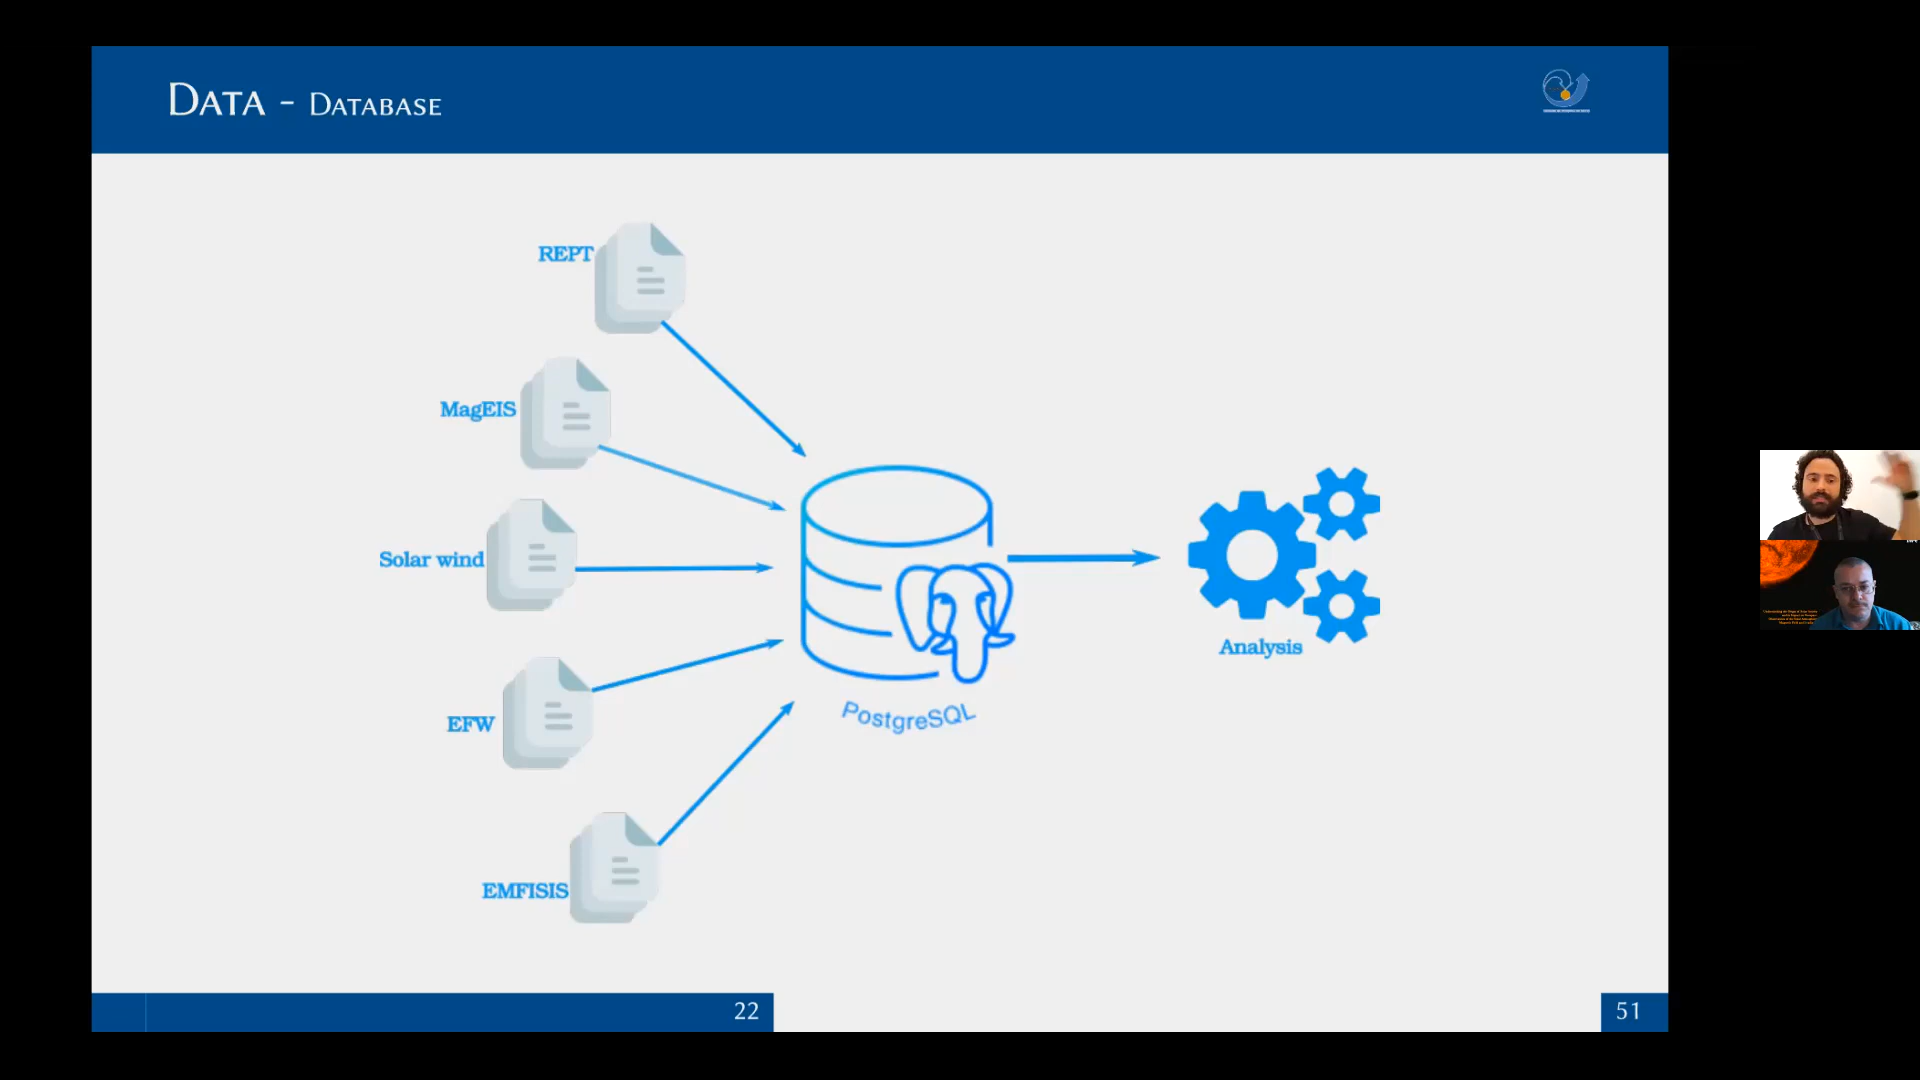 DATA - DATABASE
REPT
MagEIS
Solar wind
EFW
EMFISIS
PostgreSQL
Analysis
22
51